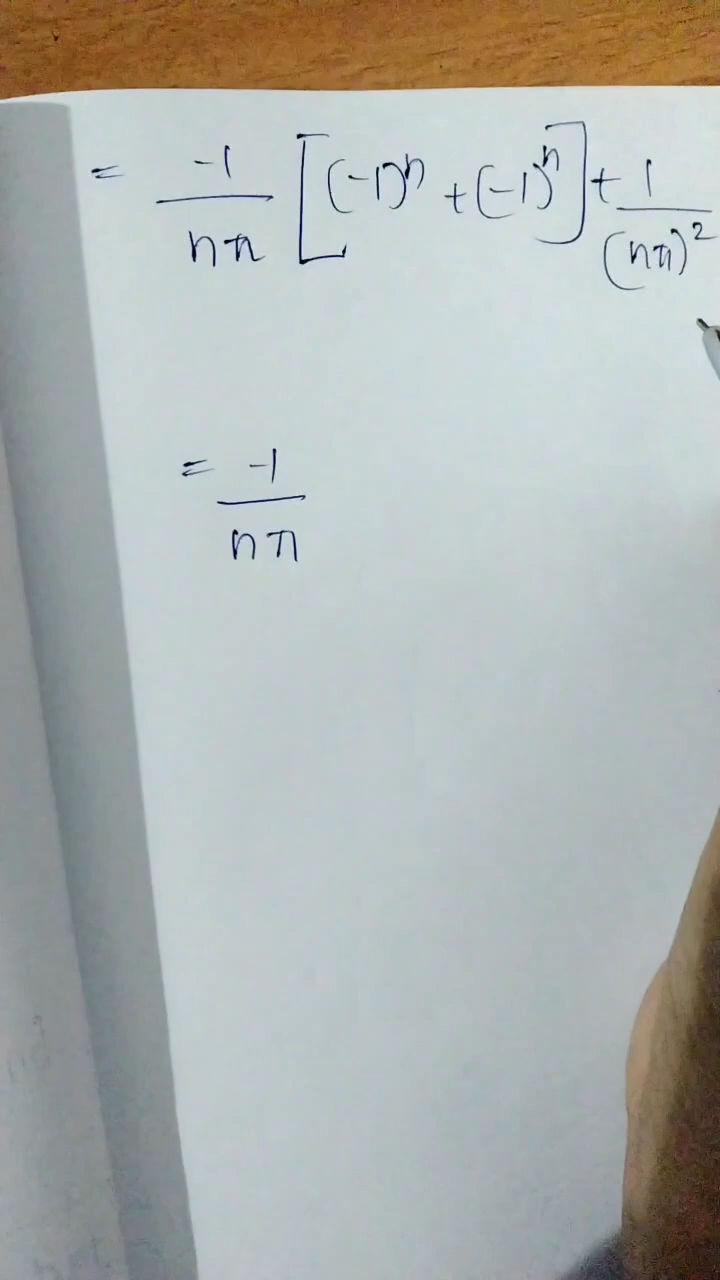 = -1/nπ [(-1)^n + (-1)^n] + 1/(nπ)^2
= -1/nπ